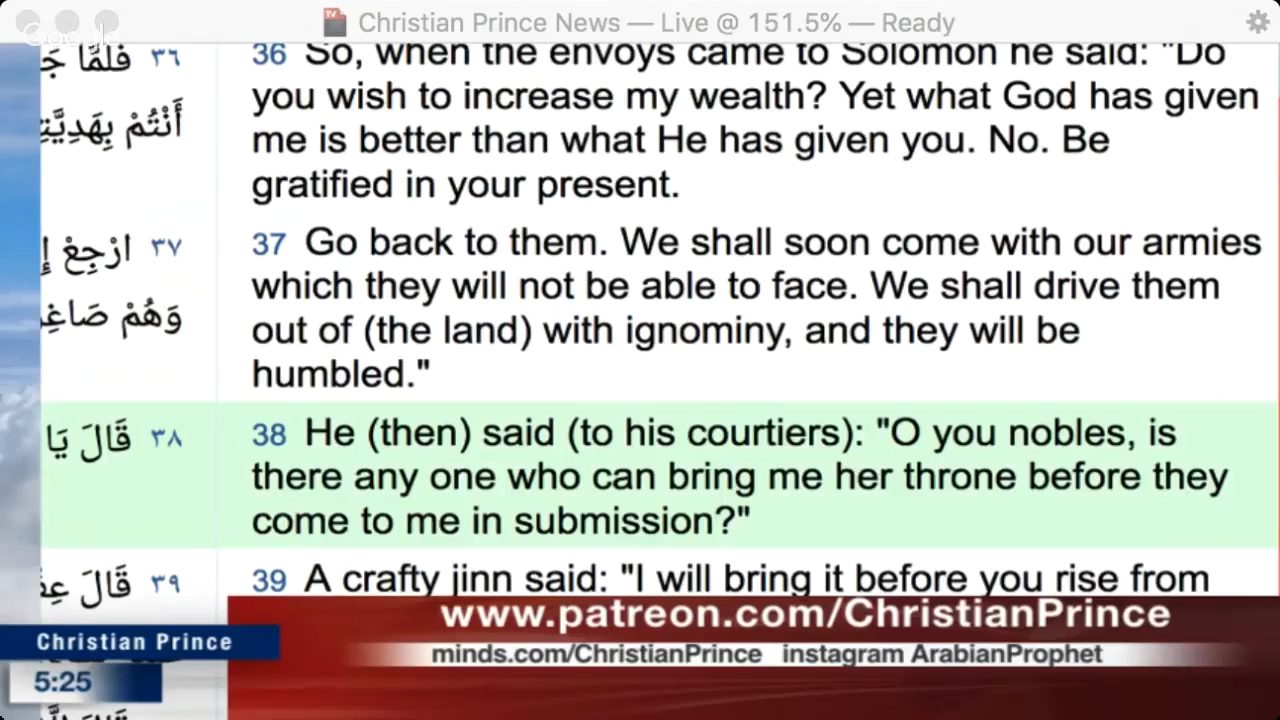 Christian Prince News — Live @ 151.5% — Ready
Google
36 So, when the envoys came to Solomon he said: "Do
you wish to increase my wealth? Yet what God has given
me is better than what He has given you. No. Be
gratified in your present.
٣٦ فَلَمَّا
أَنْتُمْ
37 Go back to them. We shall soon come with our armies
which they will not be able to face. We shall drive them
out of (the land) with ignominy, and they will be
humbled."
٣٧ ارْجِعْ
وَهُمْ
38 He (then) said (to his courtiers): "O you nobles, is
there any one who can bring me her throne before they
come to me in submission?"
٣٨ قَالَ يَا
39 A crafty jinn said: "I will bring it before you rise from
٣٩ قَالَ
www.patreon.com/ChristianPrince
Christian Prince
minds.com/ChristianPrince instagram ArabianProphet
5:25